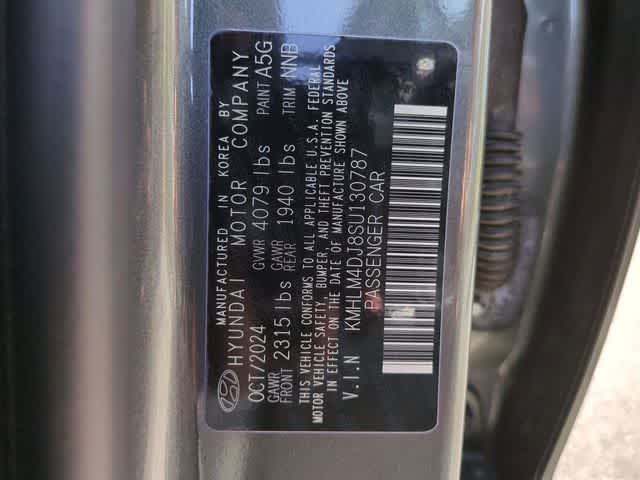 MANUFACTURED IN KOREA BY
HYUNDAI MOTOR COMPANY
OCT/2024 GVWR 4079 lbs PAINT A5G
GAWR FRONT 2315 lbs GAWR REAR 1940 lbs TRIM NNB
THIS VEHICLE CONFORMS TO ALL APPLICABLE U.S.A. FEDERAL
MOTOR VEHICLE SAFETY, BUMPER, AND THEFT PREVENTION STANDARDS
IN EFFECT ON THE DATE OF MANUFACTURE SHOWN ABOVE
V.I.N KMHLM4DJ8SU130787
PASSENGER CAR